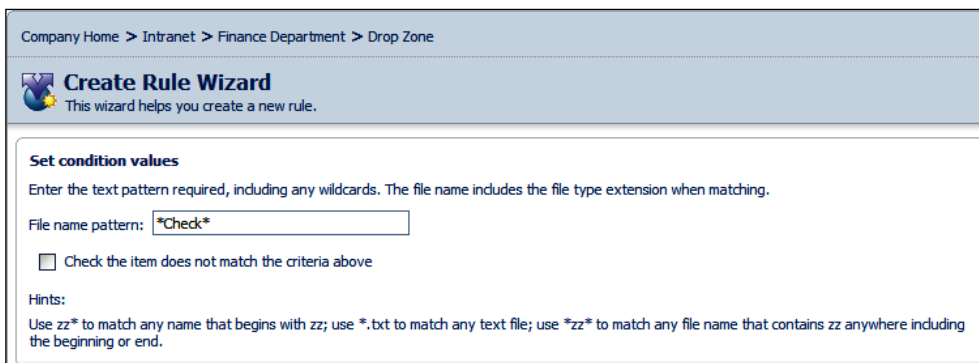 Company Home > Intranet > Finance Department > Drop Zone
Create Rule Wizard
This wizard helps you create a new rule.
Set condition values
Enter the text pattern required, including any wildcards. The file name includes the file type extension when matching.
File name pattern: *Check*
Check the item does not match the criteria above
Hints:
Use zz* to match any name that begins with zz; use *.txt to match any text file; use *zz* to match any file name that contains zz anywhere including
the beginning or end.